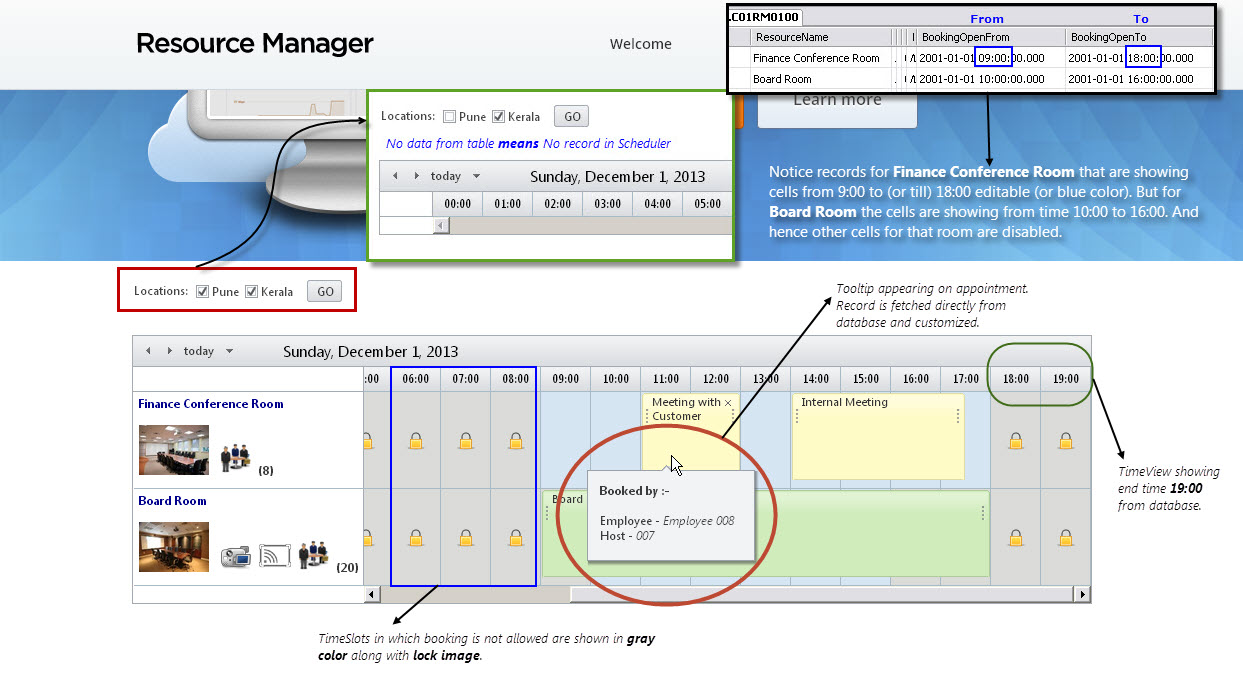 Resource Manager
Welcome
.C01RM0100
From To
ResourceName BookingOpenFrom BookingOpenTo
Finance Conference Room 2001-01-01 09:00:00.000 2001-01-01 18:00:00.000
Board Room 2001-01-01 10:00:00.000 2001-01-01 16:00:00.000
Learn more
Locations: Pune Kerala GO
No data from table means No record in Scheduler
today Sunday, December 1, 2013
00:00 01:00 02:00 03:00 04:00 05:00
Notice records for Finance Conference Room that are showing
cells from 9:00 to (or till) 18:00 editable (or blue color). But for
Board Room the cells are showing from time 10:00 to 16:00. And
hence other cells for that room are disabled.
Locations: Pune Kerala GO
Tooltip appearing on appointment.
Record is fetched directly from
database and customized.
today Sunday, December 1, 2013
:00 06:00 07:00 08:00 09:00 10:00 11:00 12:00 13:00 14:00 15:00 16:00 17:00 18:00 19:00
Finance Conference Room
(8)
Meeting with
Customer
Internal Meeting
Board Room
(20)
Board
Booked by :-
Employee - Employee 008
Host - 007
TimeView showing
end time 19:00
from database.
TimeSlots in which booking is not allowed are shown in gray
color along with lock image.